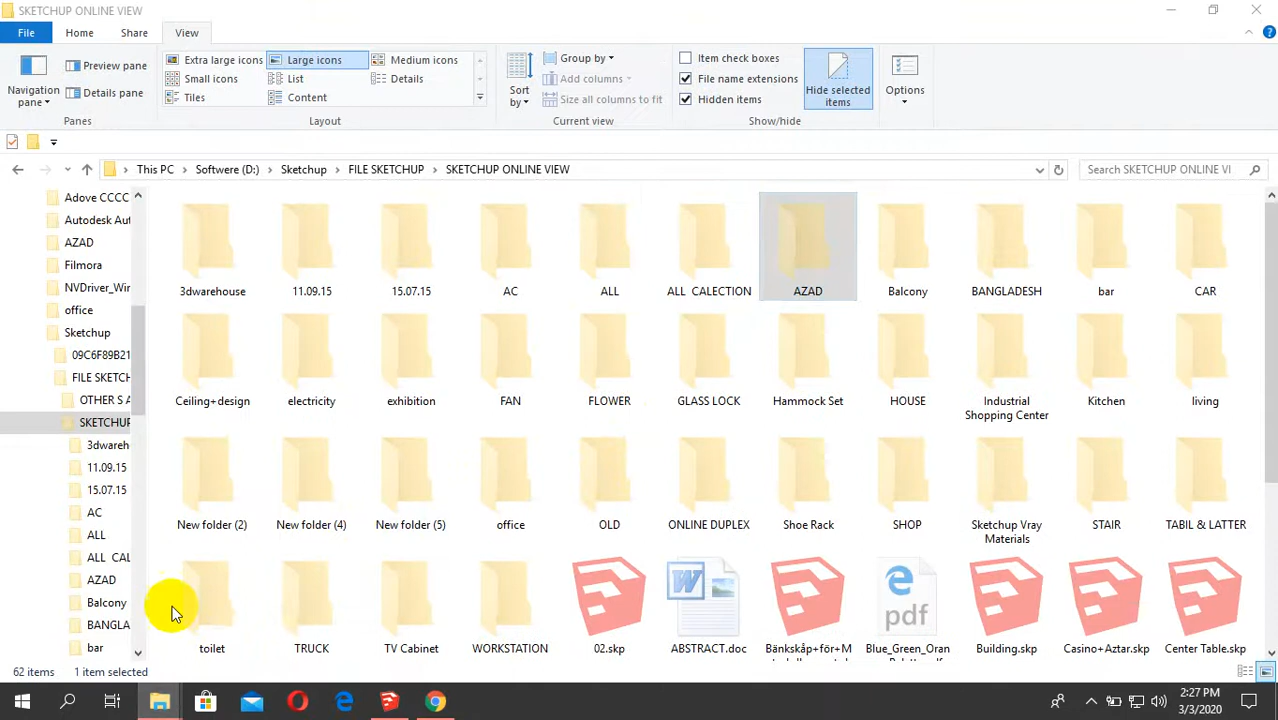 SKETCHUP ONLINE VIEW
File
Home
Share
View
Navigation pane
Preview pane
Details pane
Panes
Extra large icons
Large icons
Medium icons
Small icons
List
Details
Tiles
Content
Layout
Sort by
Group by
Add columns
Size all columns to fit
Current view
Item check boxes
File name extensions
Hidden items
Hide selected items
Show/hide
Options
This PC
Softwere (D:)
Sketchup
FILE SKETCHUP
SKETCHUP ONLINE VIEW
Search SKETCHUP ONLINE VI...
Adove CCCC
Autodesk Aut
AZAD
Filmora
NVDriver_Win
office
Sketchup
09C6F89B21
FILE SKETCH
OTHER S A
SKETCHUP
3dwareh
11.09.15
15.07.15
AC
ALL
ALL CAL
AZAD
Balcony
BANGLA
bar
3dwarehouse
11.09.15
15.07.15
AC
ALL
ALL CALECTION
AZAD
Balcony
BANGLADESH
bar
CAR
Ceiling+design
electricity
exhibition
FAN
FLOWER
GLASS LOCK
Hammock Set
HOUSE
Industrial
Shopping Center
Kitchen
living
New folder (2)
New folder (4)
New folder (5)
office
OLD
ONLINE DUPLEX
Shoe Rack
SHOP
Sketchup Vray
Materials
STAIR
TABIL & LATTER
toilet
TRUCK
TV Cabinet
WORKSTATION
02.skp
ABSTRACT.doc
Bänkskåp+för+M
pdf
Blue_Green_Oran
Building.skp
Casino+Aztar.skp
Center Table.skp
62 items
1 item selected
2:27 PM
3/3/2020